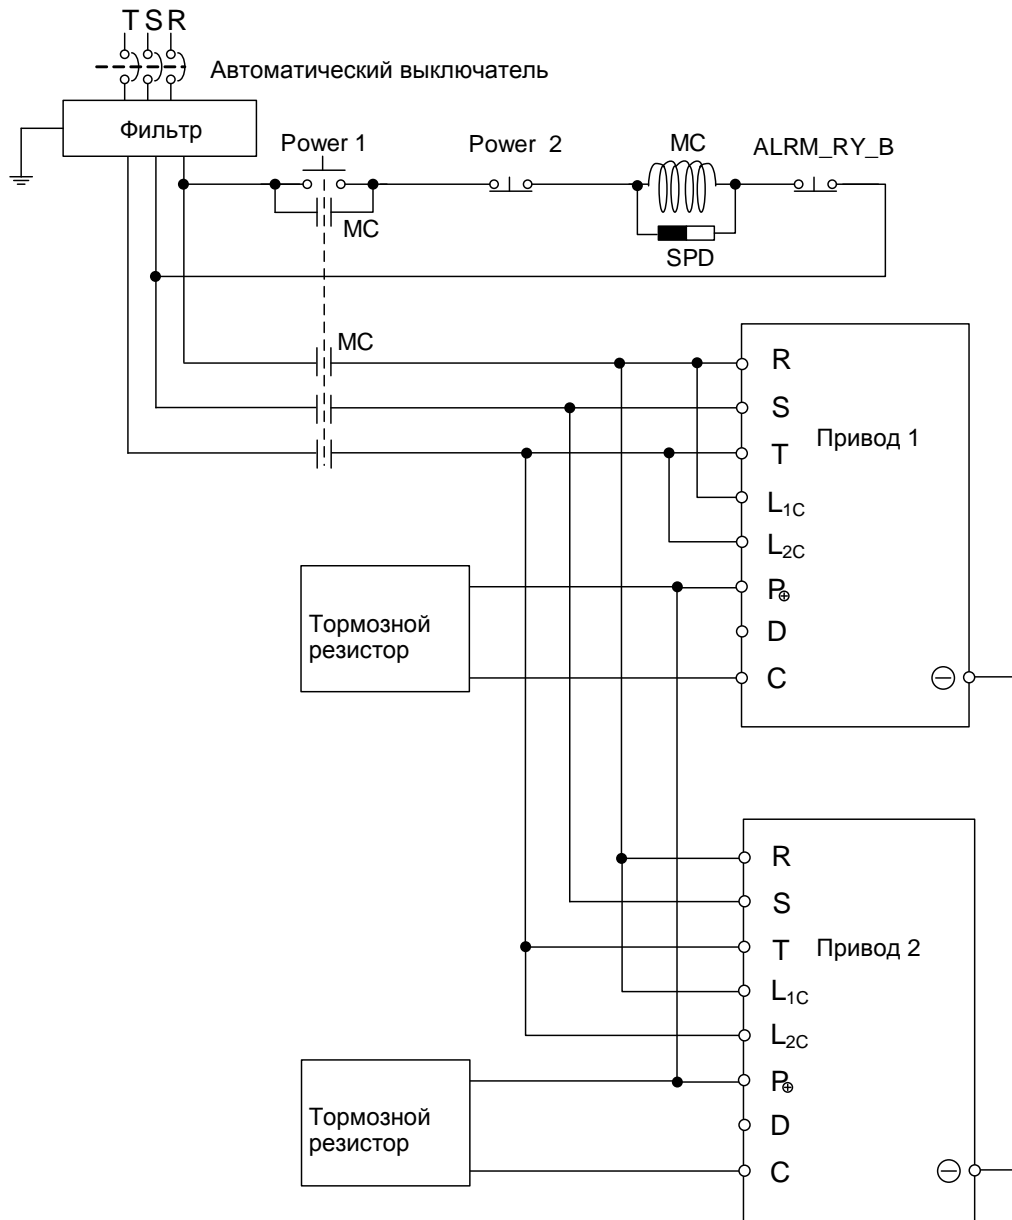 T S R
Автоматический выключатель
Фильтр
Power 1
Power 2
MC
ALRM_RY_B
MC
SPD
MC
R
S
T
L1C
L2C
P⊕
D
C
Привод 1
⊖
Тормозной
резистор
R
S
T
L1C
L2C
P⊕
D
C
Привод 2
⊖
Тормозной
резистор